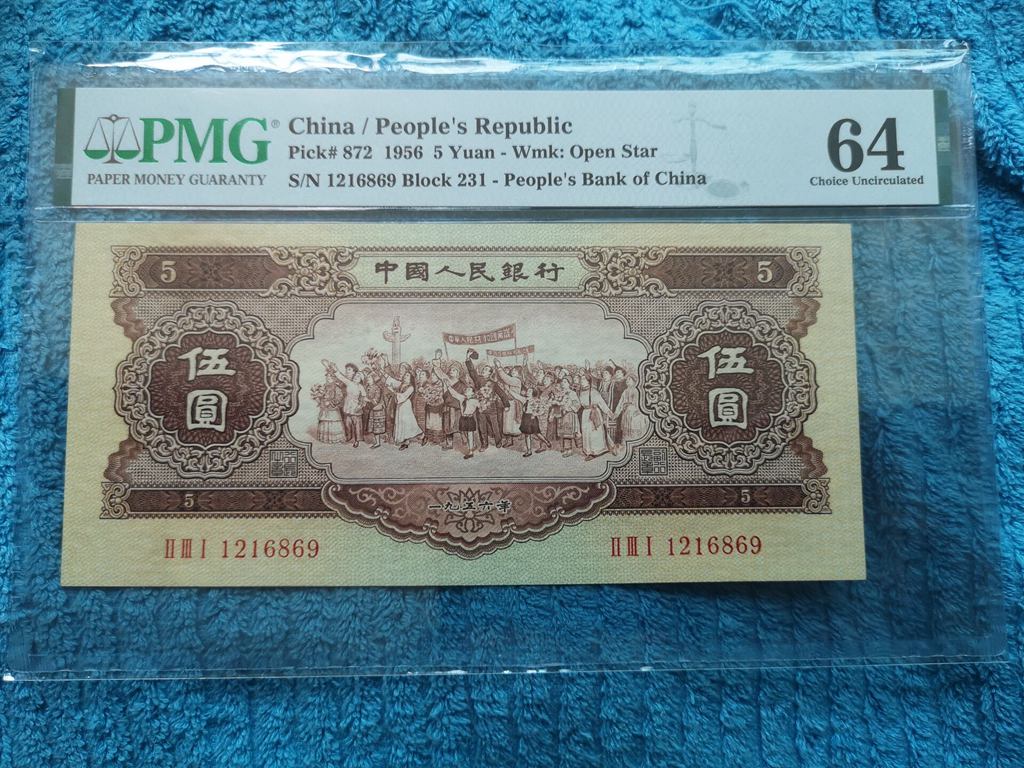 PMG®
PAPER MONEY GUARANTY
China / People's Republic
Pick# 872 1956 5 Yuan - Wmk: Open Star
S/N 1216869 Block 231 - People's Bank of China
64
Choice Uncirculated
5 中國人民銀行 5
伍圓
伍圓
5 一九五六年 5
II III I 1216869
II III I 1216869